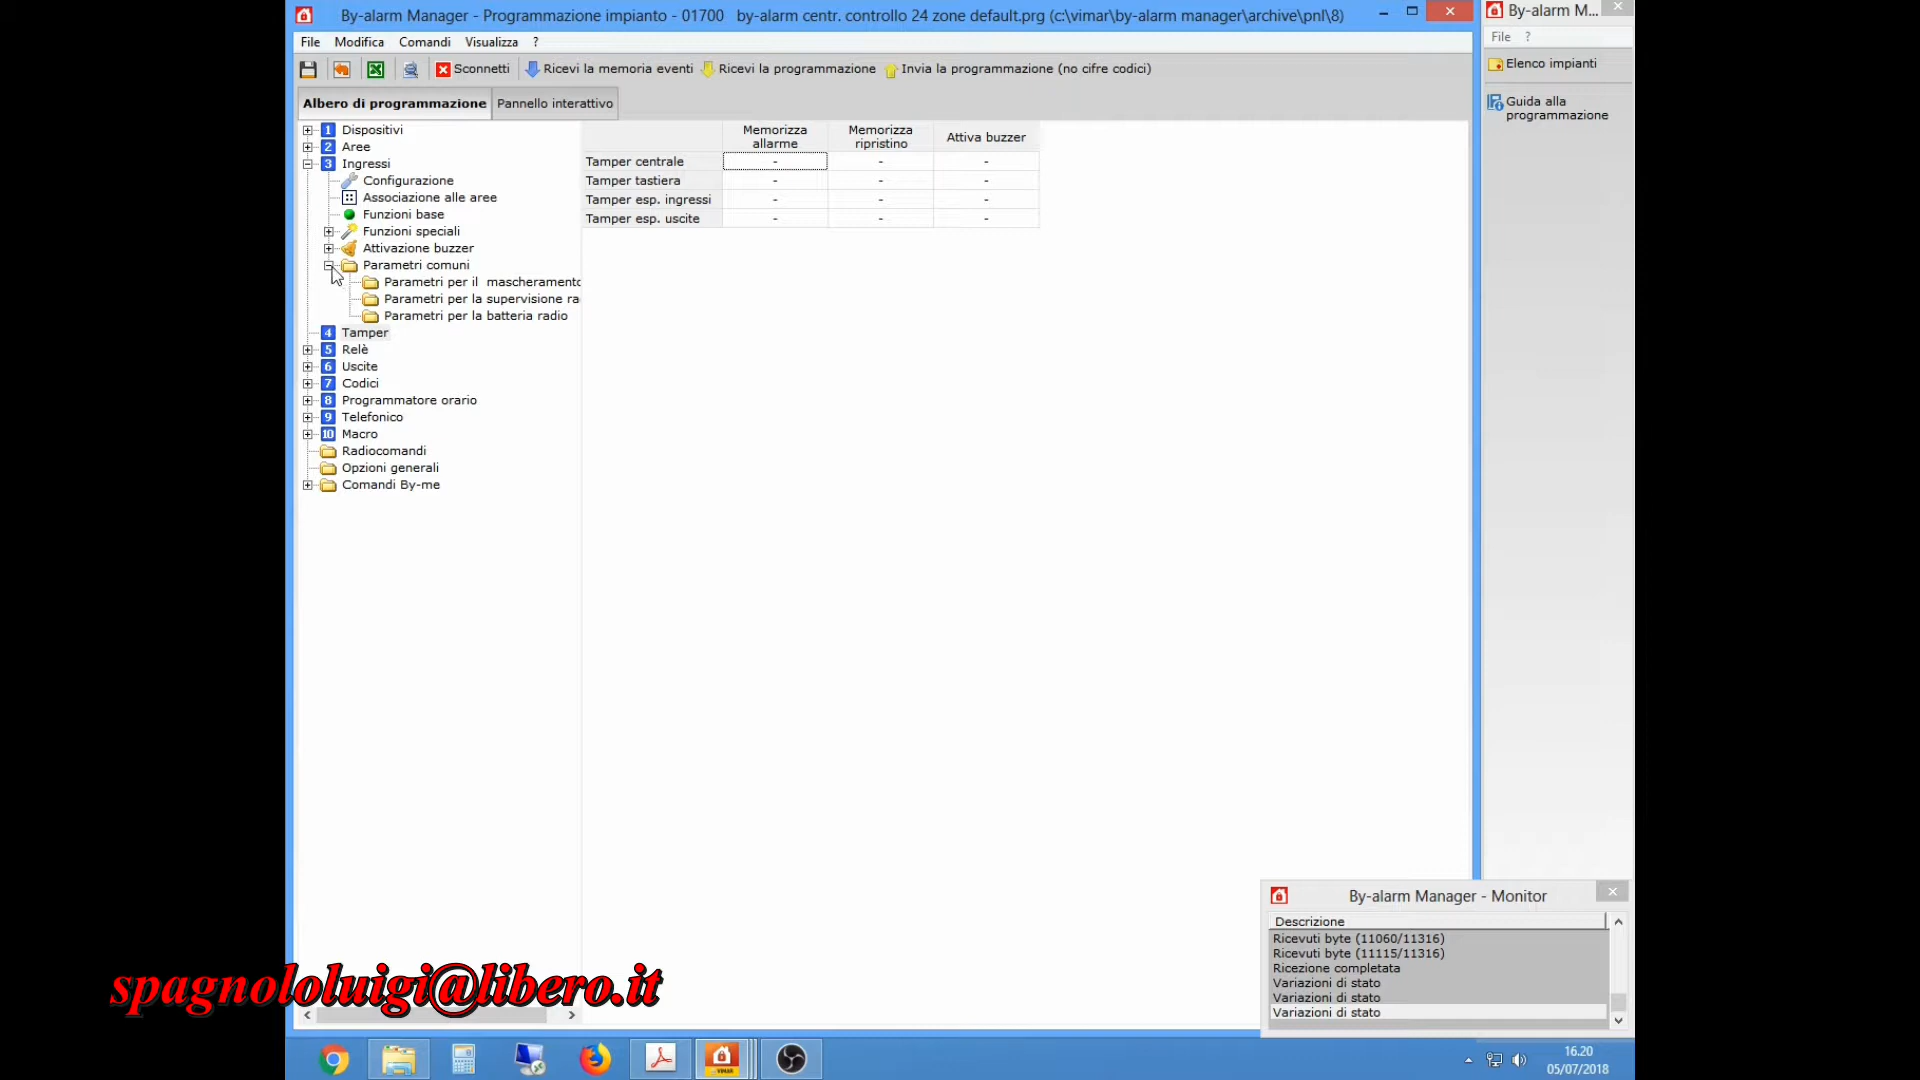 By-alarm Manager - Programmazione impianto - 01700 by-alarm centr. controllo 24 zone default.prg (c:\vimar\by-alarm manager\archive\pnl\8)
File Modifica Comandi Visualizza ?
Sconnetti Ricevi la memoria eventi Ricevi la programmazione Invia la programmazione (no cifre codici)
Albero di programmazione Pannello interattivo
1 Dispositivi
2 Aree
3 Ingressi
Configurazione
Associazione alle aree
Funzioni base
Funzioni speciali
Attivazione buzzer
Parametri comuni
Parametri per il mascheramento
Parametri per la supervisione ra
Parametri per la batteria radio
4 Tamper
5 Relè
6 Uscite
7 Codici
8 Programmatore orario
9 Telefonico
10 Macro
Radiocomandi
Opzioni generali
Comandi By-me
Memorizza allarme Memorizza ripristino Attiva buzzer
Tamper centrale - - -
Tamper tastiera - - -
Tamper esp. ingressi - - -
Tamper esp. uscite - - -
By-alarm M...
File ?
Elenco impianti
Guida alla
programmazione
By-alarm Manager - Monitor
Descrizione
Ricevuti byte (11060/11316)
Ricevuti byte (11115/11316)
Ricezione completata
Variazioni di stato
Variazioni di stato
Variazioni di stato
spagnololuigi@libero.it
VIMAR
16.20
05/07/2018